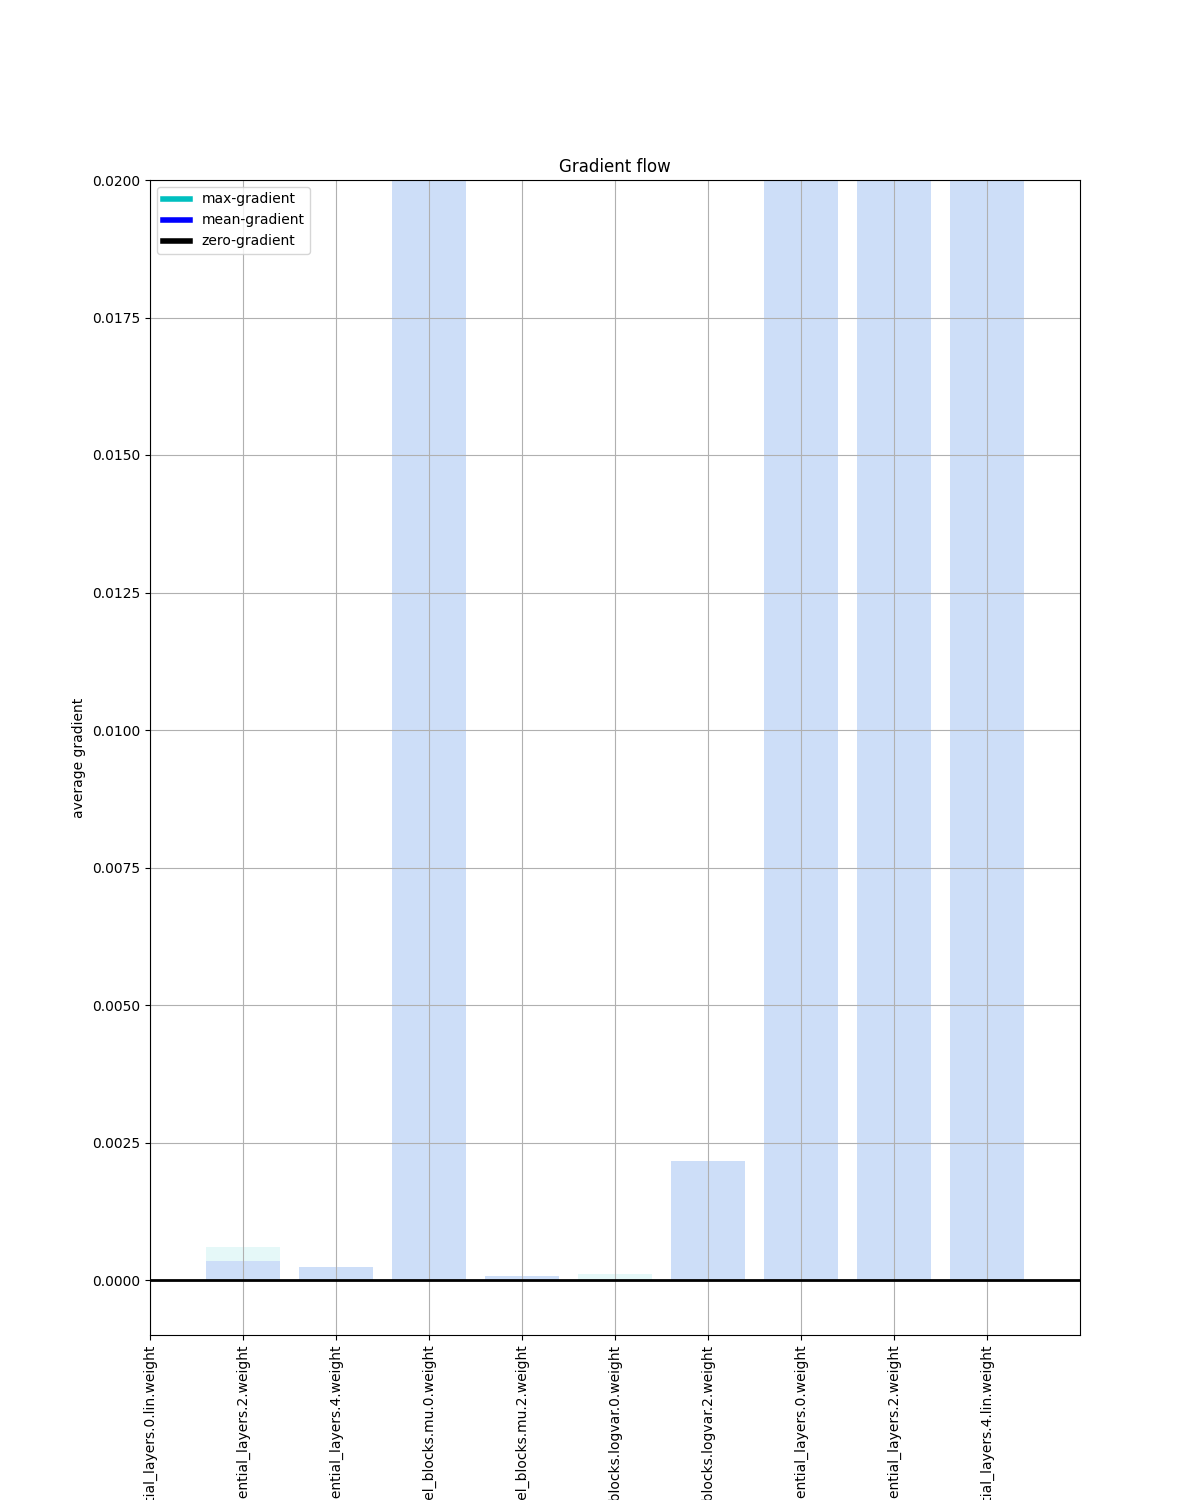 Gradient flow
max-gradient
mean-gradient
zero-gradient
0.0200
0.0175
0.0150
0.0125
0.0100
0.0075
0.0050
0.0025
0.0000
average gradient
tial_layers.0.lin.weight
ential_layers.2.weight
ential_layers.4.weight
el_blocks.mu.0.weight
el_blocks.mu.2.weight
blocks.logvar.0.weight
blocks.logvar.2.weight
ential_layers.0.weight
ential_layers.2.weight
tial_layers.4.lin.weight